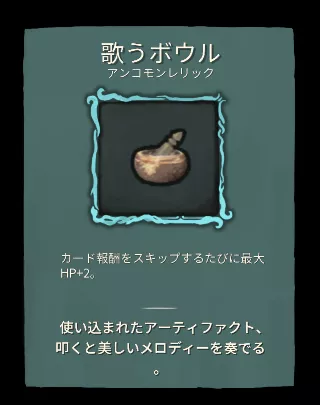 歌うボウル
アンコモンレリック
カード報酬をスキップするたびに最大
HP+2。
使い込まれたアーティファクト、
叩くと美しいメロディーを奏でる
。